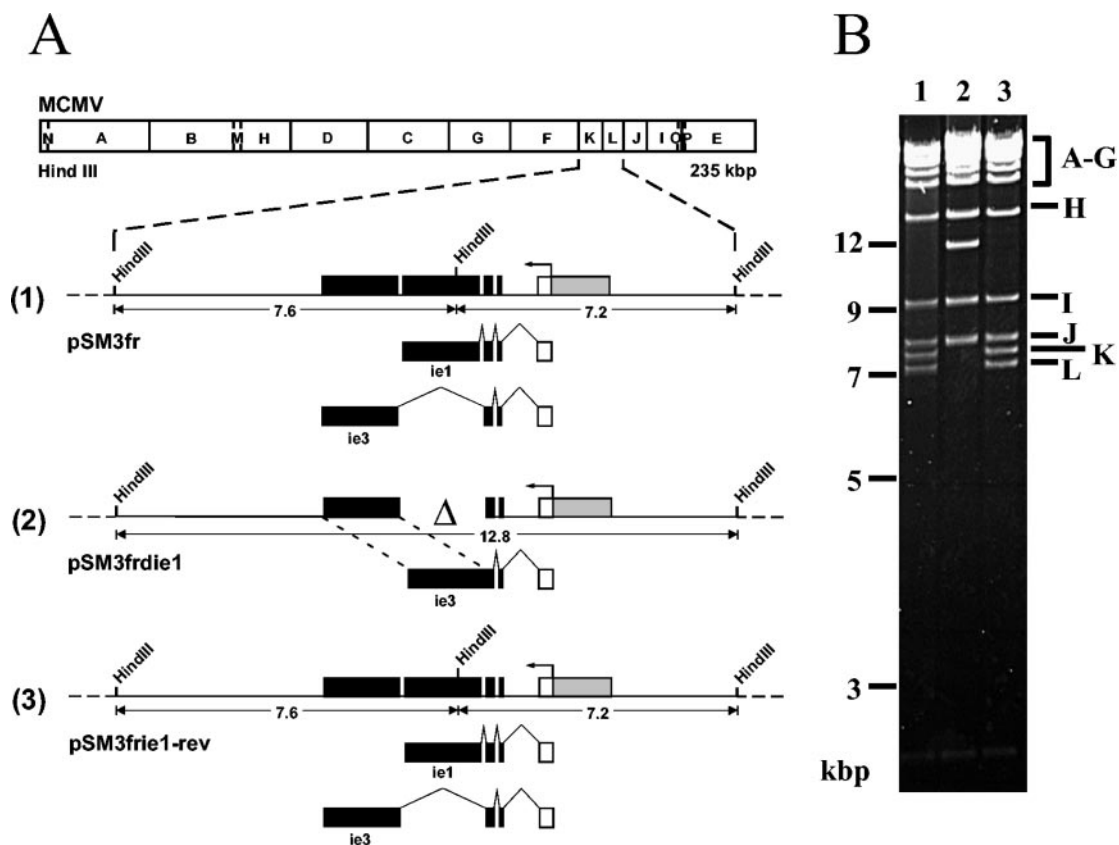 A
MCMV
N A B M H D C G F K L J I O P E
Hind III 235 kbp
HindIII HindIII HindIII
(1)
7.6 7.2
pSM3fr
ie1
ie3
HindIII HindIII
(2)
Δ
12.8
pSM3frdie1
ie3
HindIII HindIII HindIII
(3)
7.6 7.2
pSM3frie1-rev
ie1
ie3
B
1 2 3
A-G
H
12
I
9
J
K
7
L
5
3
kbp